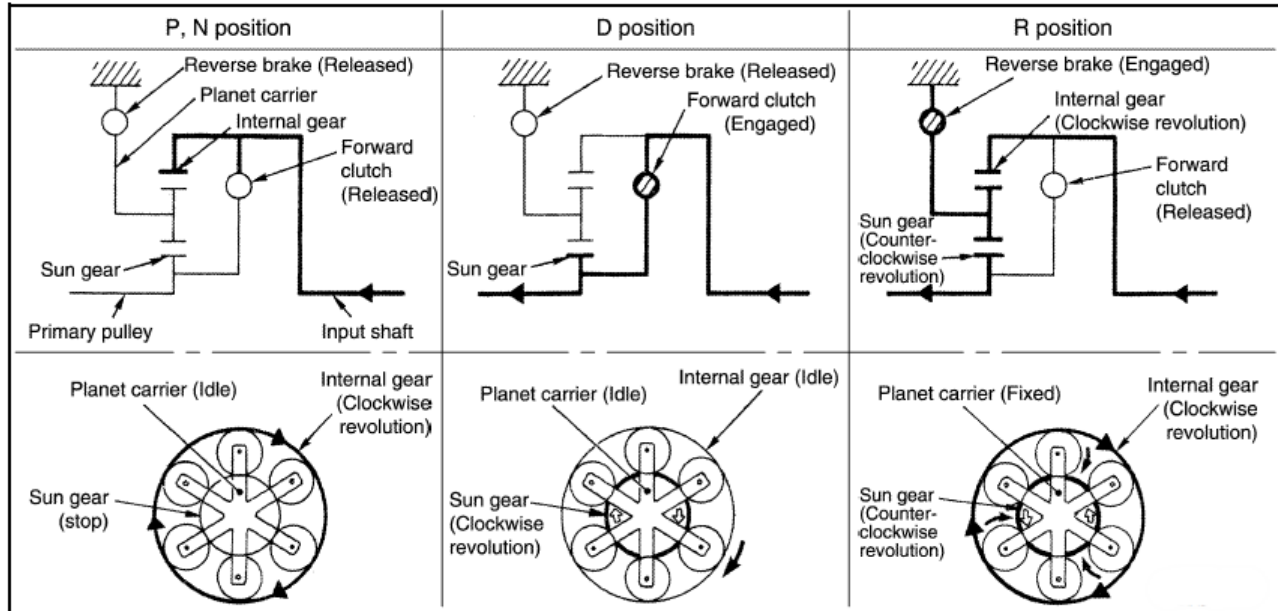 P, N position
D position
R position
Reverse brake (Released)
Planet carrier
Internal gear
Forward
clutch
(Released)
Sun gear
Primary pulley
Input shaft
Reverse brake (Released)
Forward clutch
(Engaged)
Sun gear
Reverse brake (Engaged)
Internal gear
(Clockwise revolution)
Forward
clutch
(Released)
Sun gear
(Counter-
clockwise
revolution)
Planet carrier (Idle)
Internal gear
(Clockwise
revolution)
Sun gear
(stop)
Planet carrier (Idle)
Internal gear (Idle)
Sun gear
(Clockwise
revolution)
Planet carrier (Fixed)
Internal gear
(Clockwise
revolution)
Sun gear
(Counter-
clockwise
revolution)